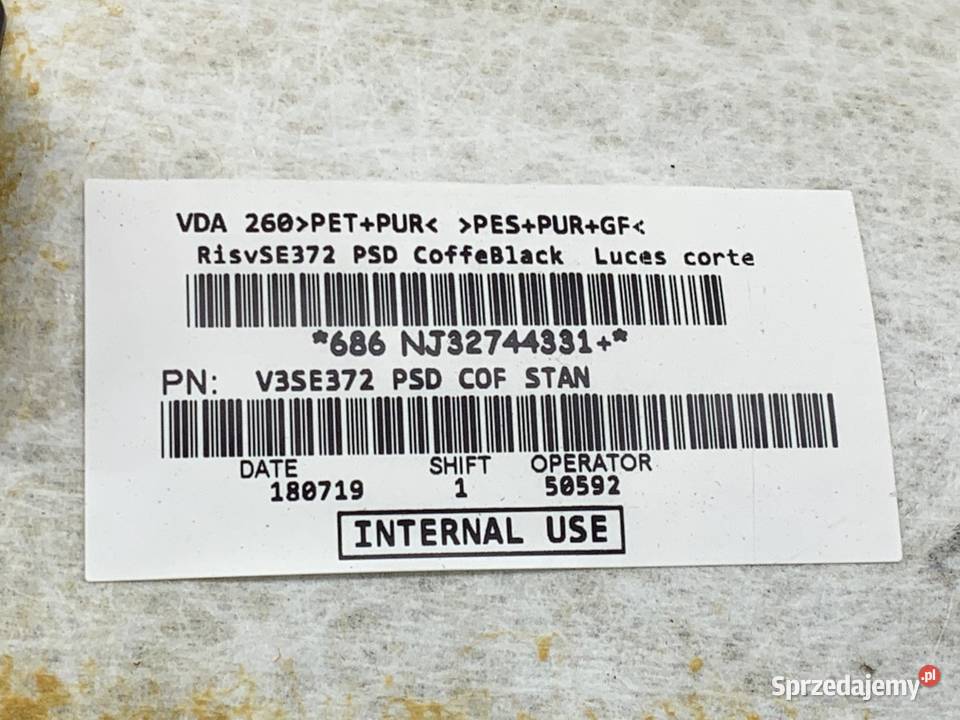 VDA 260>PET+PUR< >PES+PUR+GF<
RisvSE372 PSD CoffeBlack Luces corte
*686 NJ32744331+*
PN: V3SE372 PSD COF STAN
DATE SHIFT OPERATOR
180719 1 50592
INTERNAL USE
Sprzedajemy.pl